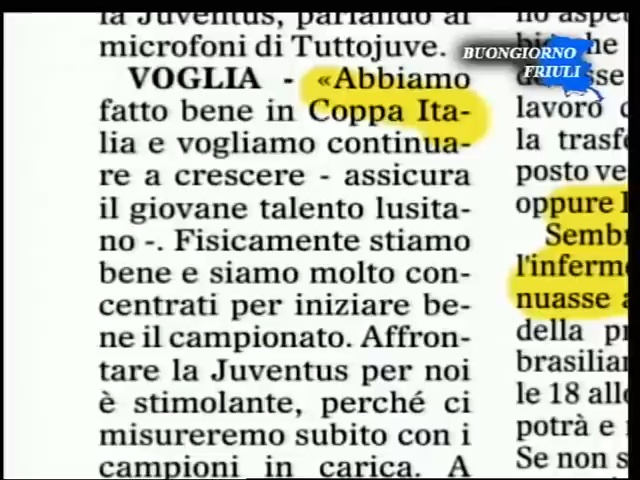 la Juventus, parlando ai
microfoni di Tuttojuve.
VOGLIA - «Abbiamo
fatto bene in Coppa Ita-
lia e vogliamo continua-
re a crescere - assicura
il giovane talento lusita-
no -. Fisicamente stiamo
bene e siamo molto con-
centrati per iniziare be-
ne il campionato. Affron-
tare la Juventus per noi
è stimolante, perché ci
misureremo subito con i
campioni in carica. A
BUONGIORNO
FRIULI
lavoro
la trasf
posto ve
oppure
Semb
l'inferm
nuasse a
della p
brasilia
le 18 all
potrà e
Se non s